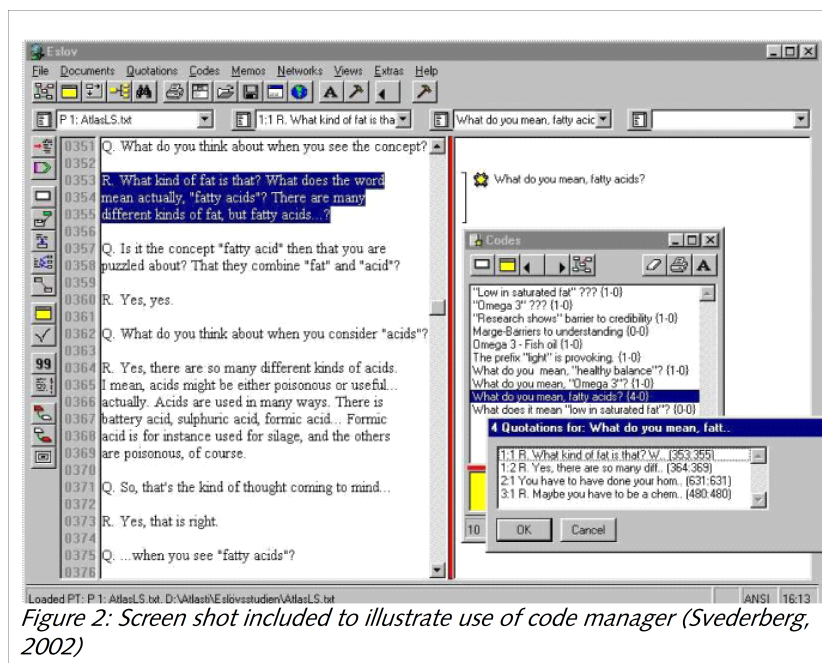 Eslov
File Documents Quotations Codes Memos Networks Views Extras Help
P 1: AtlasLS.txt 1:1 R. What kind of fat is tha What do you mean, fatty acic
0351 Q. What do you think about when you see the concept?
0352
0353 R. What kind of fat is that? What does the word
0354 mean actually, "fatty acids"? There are many
0355 different kinds of fat, but fatty acids...?
0356
0357 Q. Is it the concept "fatty acid" then that you are
0358 puzzled about? That they combine "fat" and "acid"?
0359
0360 R. Yes, yes.
0361
0362 Q. What do you think about when you consider "acids"?
0363
0364 R. Yes, there are so many different kinds of acids.
0365 I mean, acids might be either poisonous or useful...
0366 actually. Acids are used in many ways. There is
0367 battery acid, sulphuric acid, formic acid... Formic
0368 acid is for instance used for silage, and the others
0369 are poisonous, of course.
0370
0371 Q. So, that's the kind of thought coming to mind...
0372
0373 R. Yes, that is right.
0374
0375 Q. ...when you see "fatty acids"?
0376
99
What do you mean, fatty acids?
Codes
"Low in saturated fat" ??? {1-0}
"Omega 3" ??? {1-0}
"Research shows" barrier to credibility {1-0}
Marge-Barriers to understanding {0-0}
Omega 3 - Fish oil {1-0}
The prefix "light" is provoking. {1-0}
What do you mean, "healthy balance"? {1-0}
What do you mean, "Omega 3"? {1-0}
What do you mean, fatty acids? {4-0}
What does it mean "low in saturated fat"? {0-0}
10
4 Quotations for: What do you mean, fatt..
1:1 R. What kind of fat is that? W.. (353:355)
1:2 R. Yes, there are so many diff.. (364:369)
2:1 You have to have done your hom.. (631:631)
3:1 R. Maybe you have to be a chem.. (480:480)
OK Cancel
Loaded PT: P 1: AtlasLS.txt, D:\Atlasti\Eslövsstudien\AtlasLS.txt ANSI 16:13
Figure 2: Screen shot included to illustrate use of code manager (Svederberg,
2002)